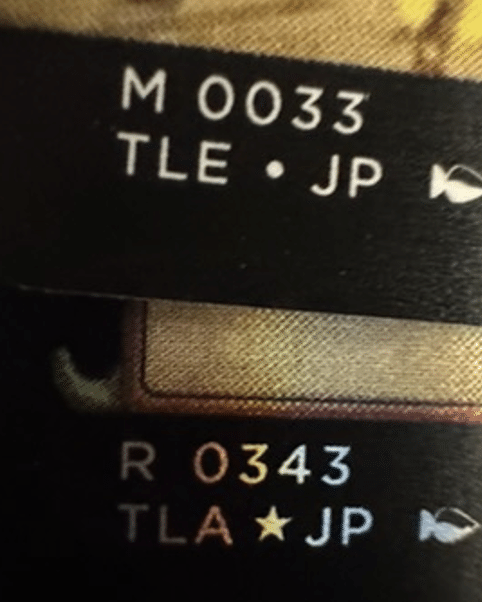 M 0033
TLE • JP
R 0343
TLA ★ JP